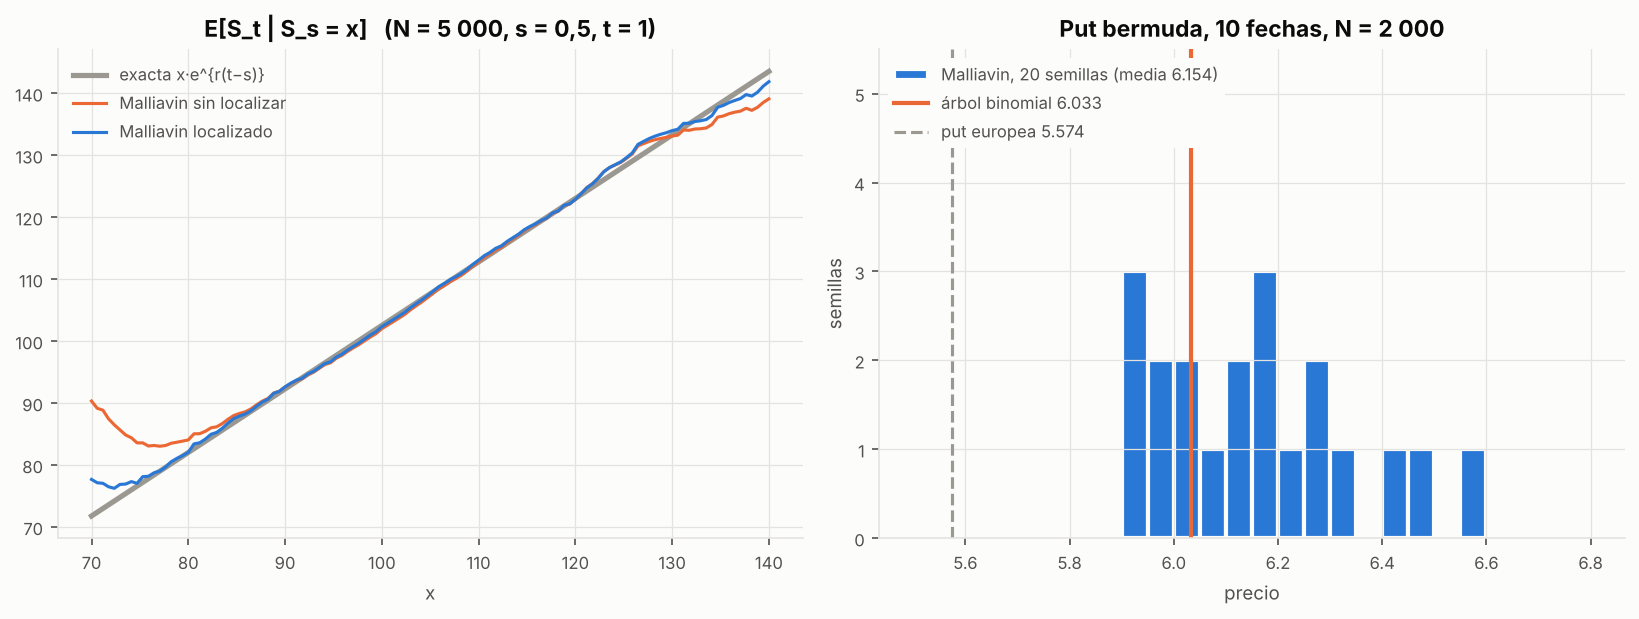 E[S_t | S_s = x]   (N = 5 000, s = 0,5, t = 1)
exacta x·e^{r(t−s)}
Malliavin sin localizar
Malliavin localizado
140
130
120
110
100
90
80
70
70 80 90 100 110 120 130 140
x
Put bermuda, 10 fechas, N = 2 000
Malliavin, 20 semillas (media 6.154)
árbol binomial 6.033
put europea 5.574
semillas
5
4
3
2
1
0
5.6 5.8 6.0 6.2 6.4 6.6 6.8
precio